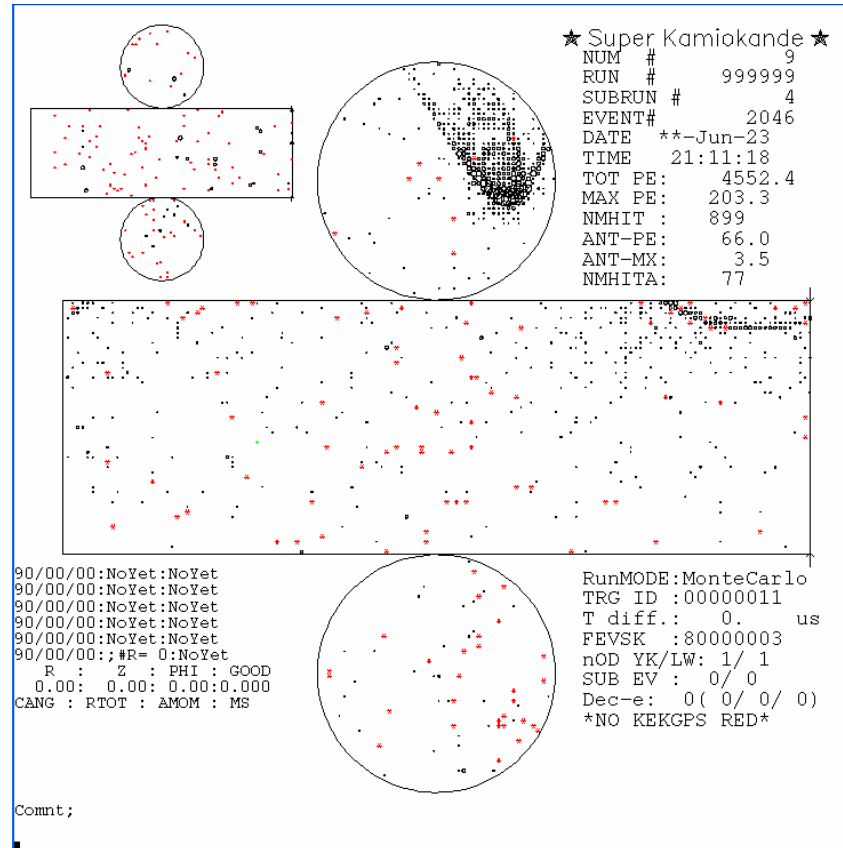 ★ Super Kamiokande ★
NUM # 9
RUN # 999999
SUBRUN # 4
EVENT# 2046
DATE **-Jun-23
TIME 21:11:18
TOT PE: 4552.4
MAX PE: 203.3
NMHIT : 899
ANT-PE: 66.0
ANT-MX: 3.5
NMHITA: 77
90/00/00:NoYet:NoYet
90/00/00:NoYet:NoYet
90/00/00:NoYet:NoYet
90/00/00:NoYet:NoYet
90/00/00:NoYet:NoYet
90/00/00:;#R= 0:NoYet
R : Z : PHI : GOOD
0.00: 0.00: 0.00:0.000
CANG : RTOT : AMOM : MS
RunMODE:MonteCarlo
TRG ID :00000011
T diff.: 0. us
FEVSK :80000003
nOD YK/LW: 1/ 1
SUB EV : 0/ 0
Dec-e: 0( 0/ 0/ 0)
*NO KEKGPS RED*
Comnt;